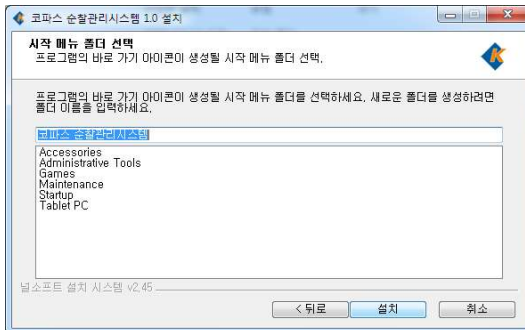 코파스 순찰관리시스템 1.0 설치
시작 메뉴 폴더 선택
프로그램의 바로 가기 아이콘이 생성될 시작 메뉴 폴더 선택.
프로그램의 바로 가기 아이콘이 생성될 시작 메뉴 폴더를 선택하세요. 새로운 폴더를 생성하려면
폴더 이름을 입력하세요.
코파스 순찰관리시스템
Accessories
Administrative Tools
Games
Maintenance
Startup
Tablet PC
널소프트 설치 시스템 v2.45
< 뒤로
설치
취소